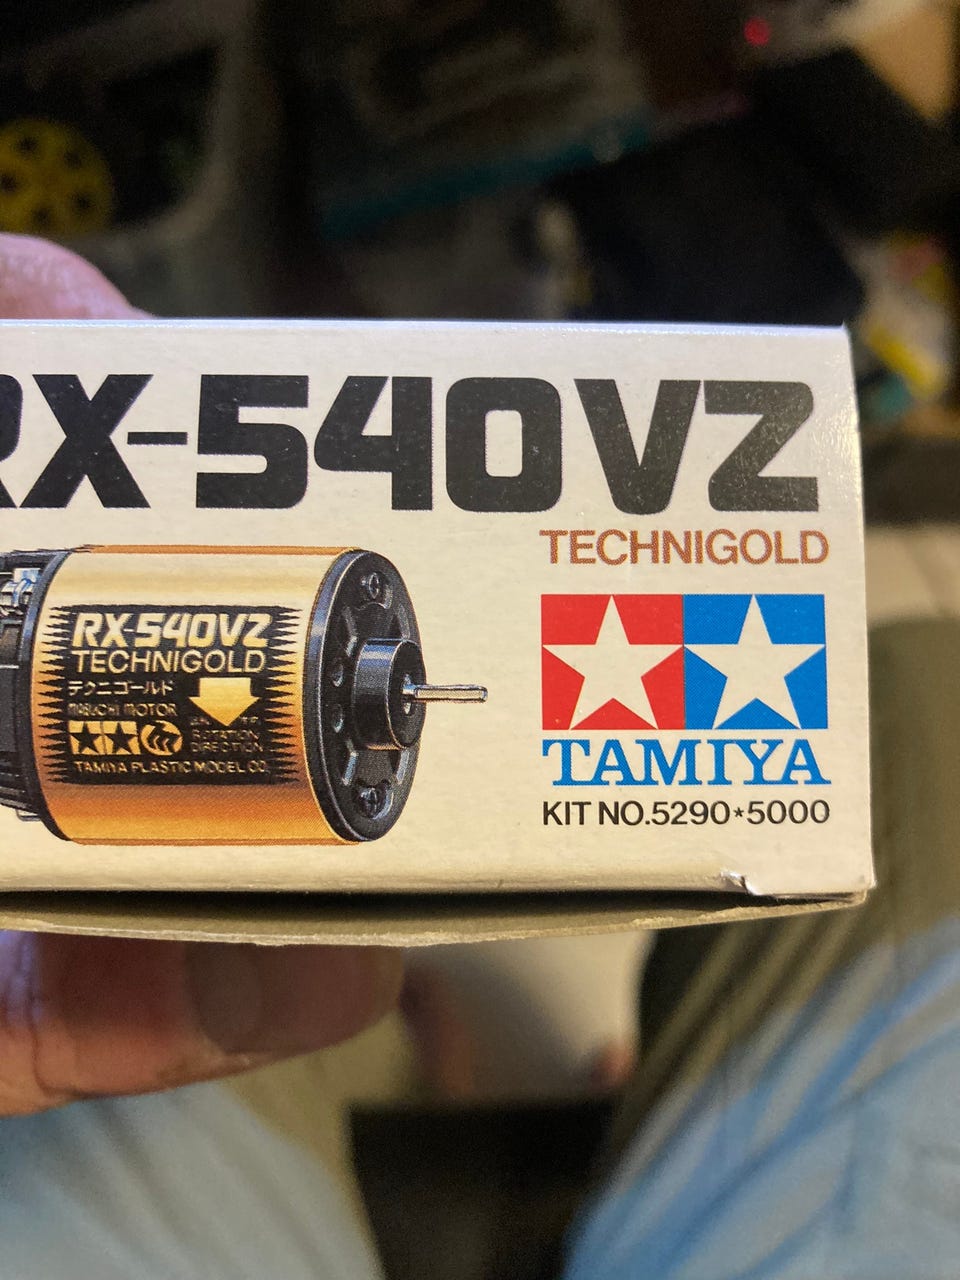 RX-540VZ
TECHNIGOLD
RX-540VZ
TECHNIGOLD
テクニゴールド
MABUCHI MOTOR
ROTATION
DIRECTION
TAMIYA PLASTIC MODEL CO.
TAMIYA
KIT NO.5290*5000